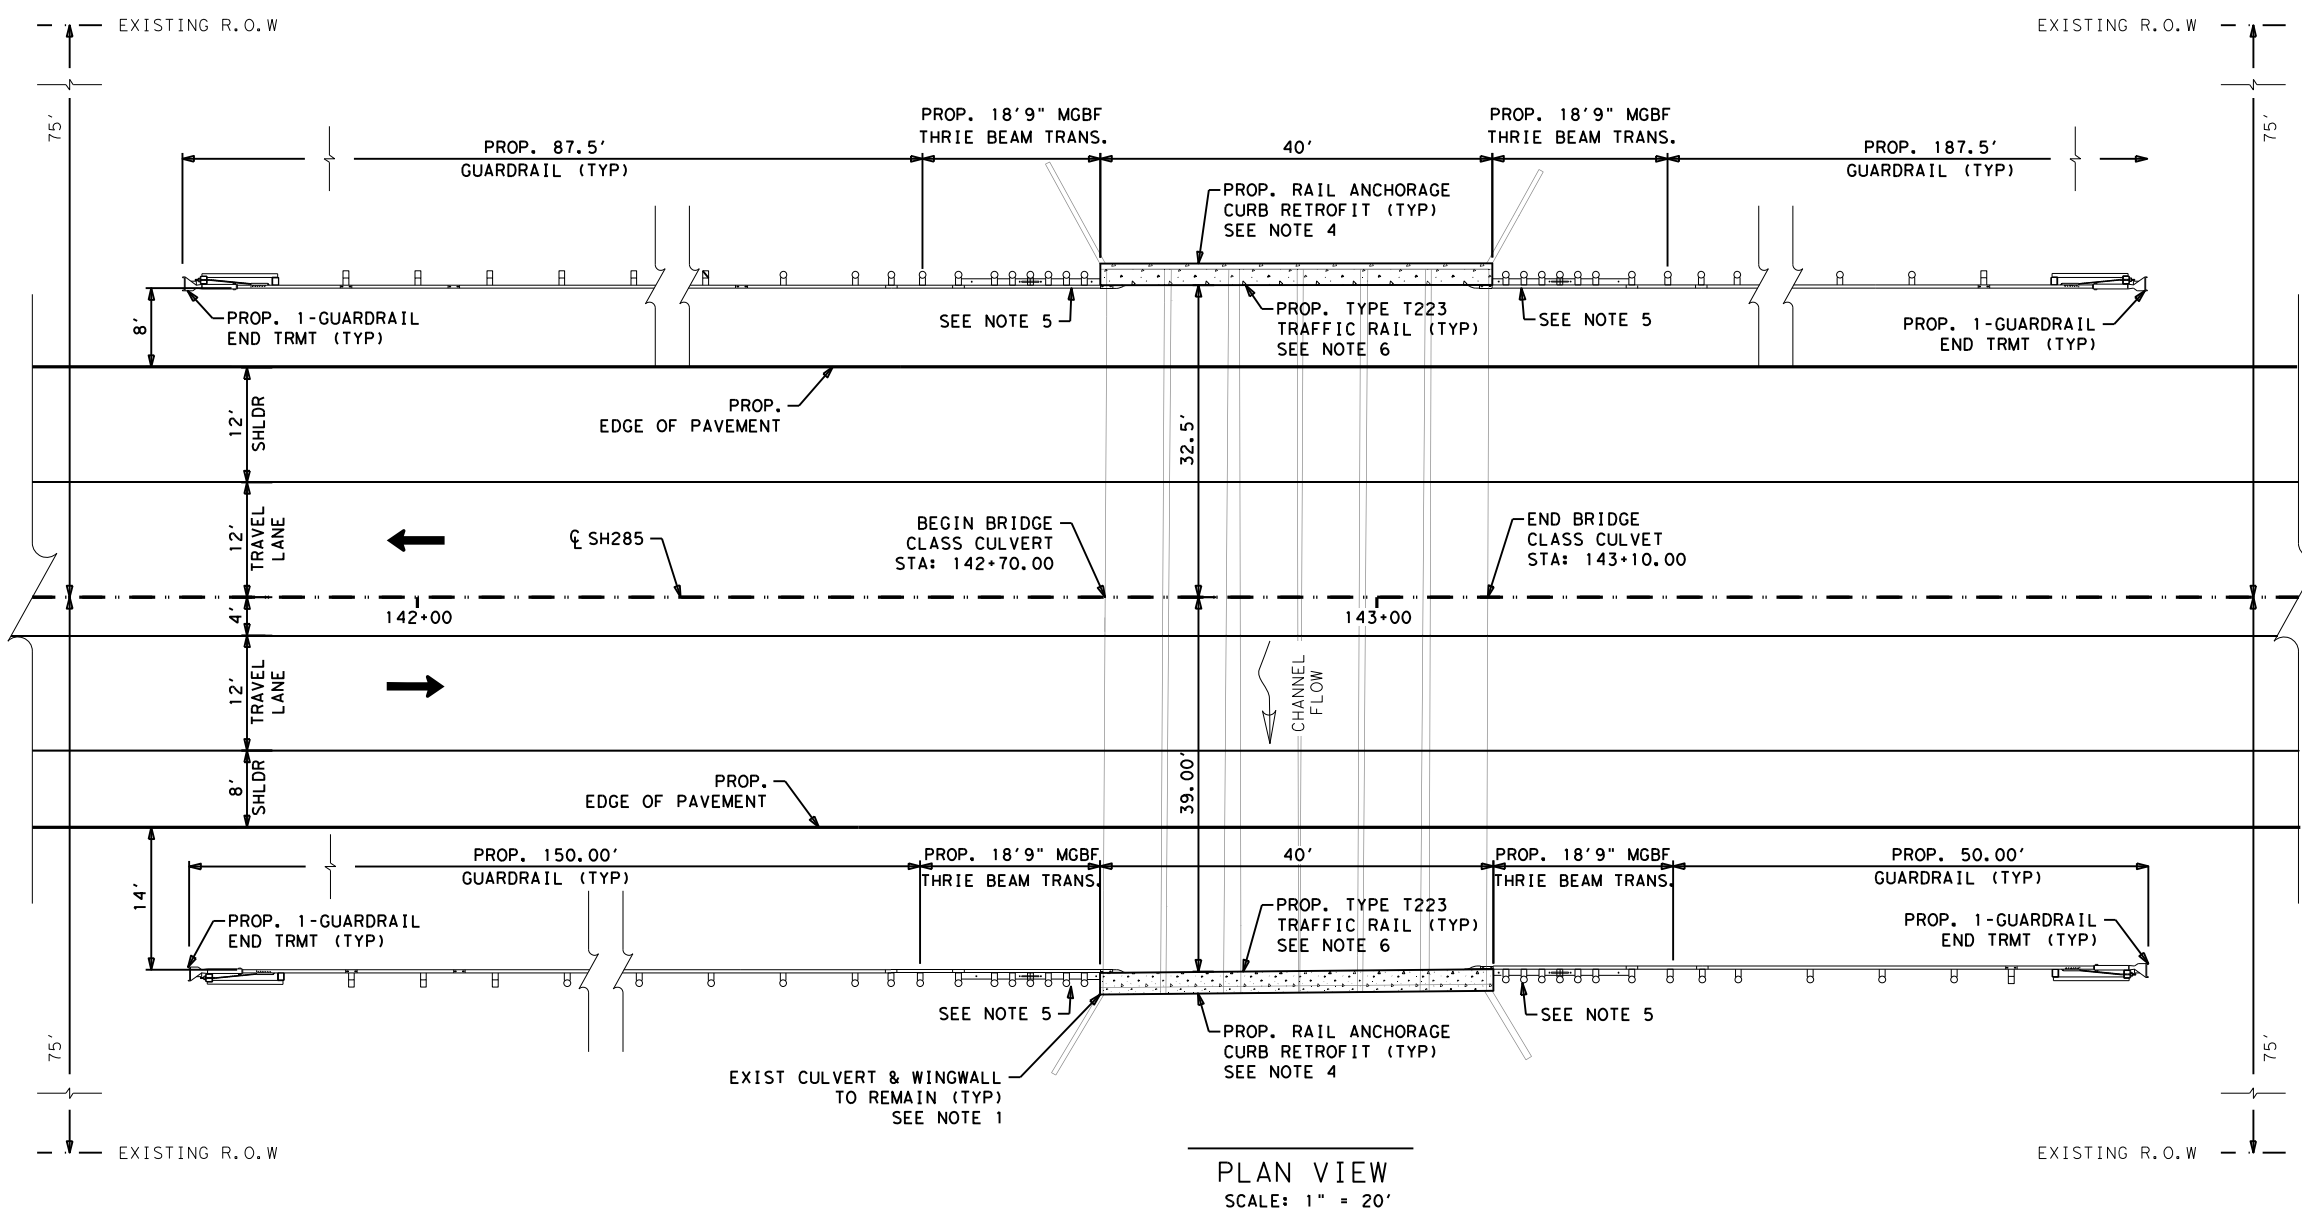 EXISTING R.O.W
EXISTING R.O.W
75'
75'
PROP. 87.5'
GUARDRAIL (TYP)
PROP. 18'9" MGBF
THRIE BEAM TRANS.
40'
PROP. 18'9" MGBF
THRIE BEAM TRANS.
PROP. 187.5'
GUARDRAIL (TYP)
PROP. RAIL ANCHORAGE
CURB RETROFIT (TYP)
SEE NOTE 4
8'
PROP. 1-GUARDRAIL
END TRMT (TYP)
SEE NOTE 5
PROP. TYPE T223
TRAFFIC RAIL (TYP)
SEE NOTE 6
SEE NOTE 5
PROP. 1-GUARDRAIL
END TRMT (TYP)
12'
SHLDR
PROP.
EDGE OF PAVEMENT
32.5'
12'
TRAVEL
LANE
℄ SH285
BEGIN BRIDGE
CLASS CULVERT
STA: 142+70.00
END BRIDGE
CLASS CULVET
STA: 143+10.00
4'
142+00
143+00
12'
TRAVEL
LANE
CHANNEL
FLOW
8'
SHLDR
PROP.
EDGE OF PAVEMENT
39.00'
14'
PROP. 150.00'
GUARDRAIL (TYP)
PROP. 18'9" MGBF
THRIE BEAM TRANS.
40'
PROP. 18'9" MGBF
THRIE BEAM TRANS.
PROP. 50.00'
GUARDRAIL (TYP)
PROP. 1-GUARDRAIL
END TRMT (TYP)
PROP. TYPE T223
TRAFFIC RAIL (TYP)
SEE NOTE 6
PROP. 1-GUARDRAIL
END TRMT (TYP)
SEE NOTE 5
SEE NOTE 5
PROP. RAIL ANCHORAGE
CURB RETROFIT (TYP)
SEE NOTE 4
75'
75'
EXIST CULVERT & WINGWALL
TO REMAIN (TYP)
SEE NOTE 1
EXISTING R.O.W
EXISTING R.O.W
PLAN VIEW
SCALE: 1" = 20'